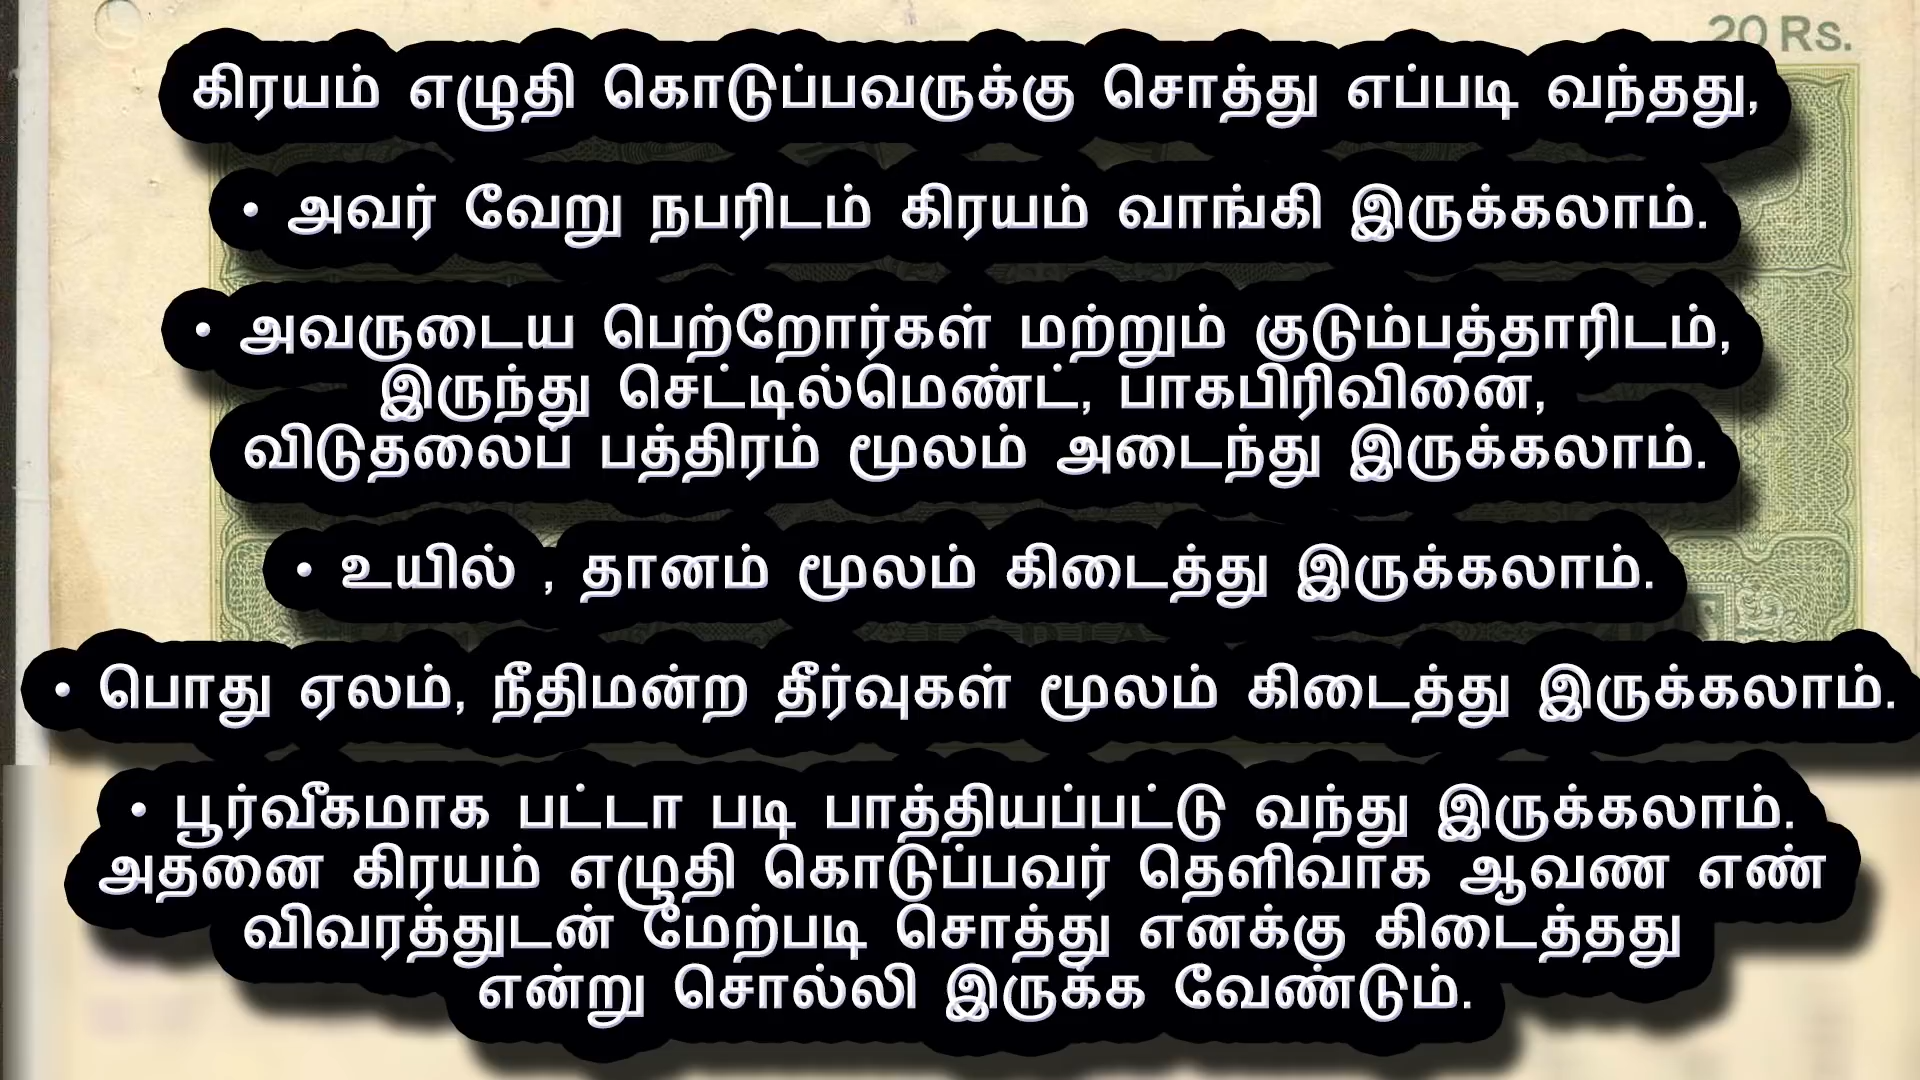 20 Rs.
கிரயம் எழுதி கொடுப்பவருக்கு சொத்து எப்படி வந்தது,
• அவர் வேறு நபரிடம் கிரயம் வாங்கி இருக்கலாம்.
• அவருடைய பெற்றோர்கள் மற்றும் குடும்பத்தாரிடம்,
இருந்து செட்டில்மெண்ட், பாகபிரிவினை,
விடுதலைப் பத்திரம் மூலம் அடைந்து இருக்கலாம்.
• உயில் , தானம் மூலம் கிடைத்து இருக்கலாம்.
• பொது ஏலம், நீதிமன்ற தீர்வுகள் மூலம் கிடைத்து இருக்கலாம்.
• பூர்வீகமாக பட்டா படி பாத்தியப்பட்டு வந்து இருக்கலாம்.
அதனை கிரயம் எழுதி கொடுப்பவர் தெளிவாக ஆவண எண்
விவரத்துடன் மேற்படி சொத்து எனக்கு கிடைத்தது
என்று சொல்லி இருக்க வேண்டும்.